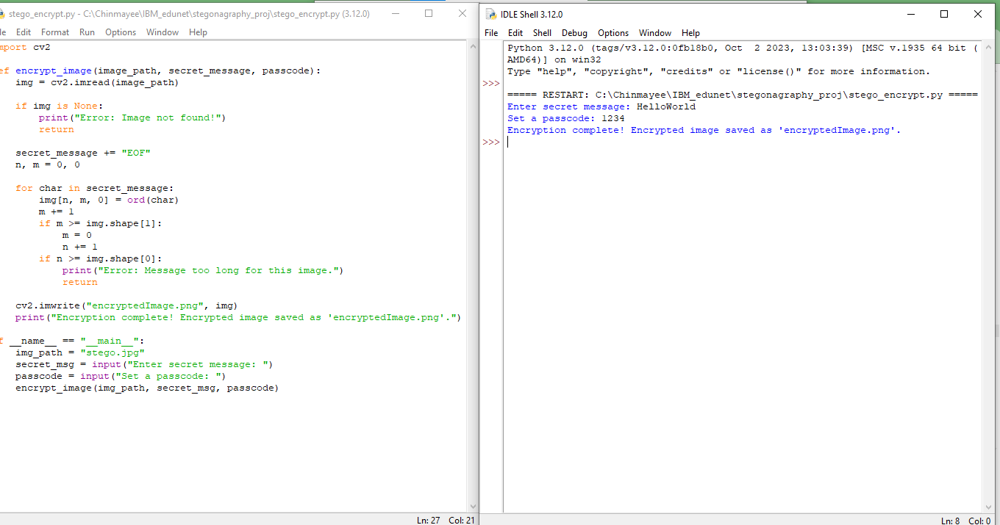 stego_encrypt.py - C:\Chinmayee\IBM_edunet\stegonagraphy_proj\stego_encrypt.py (3.12.0)
le Edit Format Run Options Window Help
mport cv2
ef encrypt_image(image_path, secret_message, passcode):
    img = cv2.imread(image_path)
    if img is None:
        print("Error: Image not found!")
        return
    secret_message += "EOF"
    n, m = 0, 0
    for char in secret_message:
        img[n, m, 0] = ord(char)
        m += 1
        if m >= img.shape[1]:
            m = 0
            n += 1
        if n >= img.shape[0]:
            print("Error: Message too long for this image.")
            return
    cv2.imwrite("encryptedImage.png", img)
    print("Encryption complete! Encrypted image saved as 'encryptedImage.png'.")
f __name__ == "__main__":
    img_path = "stego.jpg"
    secret_msg = input("Enter secret message: ")
    passcode = input("Set a passcode: ")
    encrypt_image(img_path, secret_msg, passcode)
Ln: 27 Col: 21
IDLE Shell 3.12.0
File Edit Shell Debug Options Window Help
Python 3.12.0 (tags/v3.12.0:0fb18b0, Oct  2 2023, 13:03:39) [MSC v.1935 64 bit (
AMD64)] on win32
Type "help", "copyright", "credits" or "license()" for more information.
>>>
===== RESTART: C:\Chinmayee\IBM_edunet\stegonagraphy_proj\stego_encrypt.py =====
Enter secret message: HelloWorld
Set a passcode: 1234
Encryption complete! Encrypted image saved as 'encryptedImage.png'.
>>>
Ln: 8 Col: 0